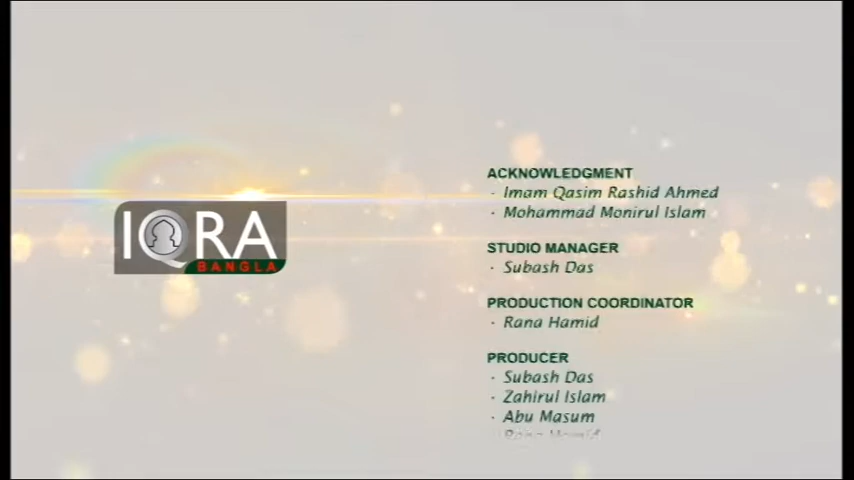 IQRA
BANGLA
ACKNOWLEDGMENT
- Imam Qasim Rashid Ahmed
- Mohammad Monirul Islam
STUDIO MANAGER
- Subash Das
PRODUCTION COORDINATOR
- Rana Hamid
PRODUCER
- Subash Das
- Zahirul Islam
- Abu Masum